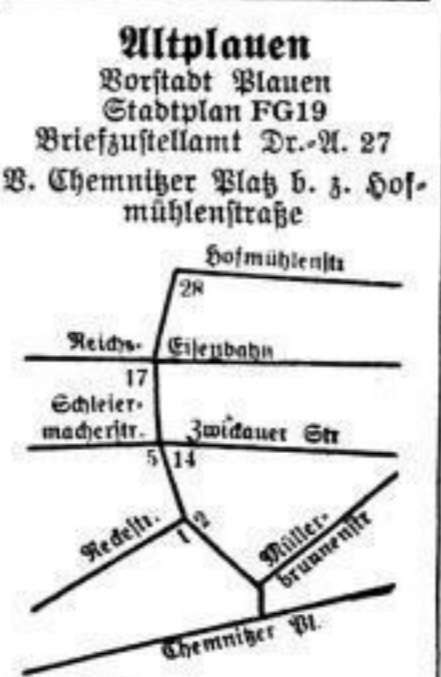 Altplauen
Vorſtadt Plauen
Stadtplan FG19
Briefzuſtellamt Dr.-A. 27
V. Chemnitzer Platz b. z. Hof-
mühlenſtraße
Hofmühlenſtr
28
Reichs-
Eiſenbahn
17
Schleier-
macherſtr.
Zwickauer Str
5
14
Reckeſtr.
1
2
Müller-
brunnenſtr
Chemnitzer Pl.